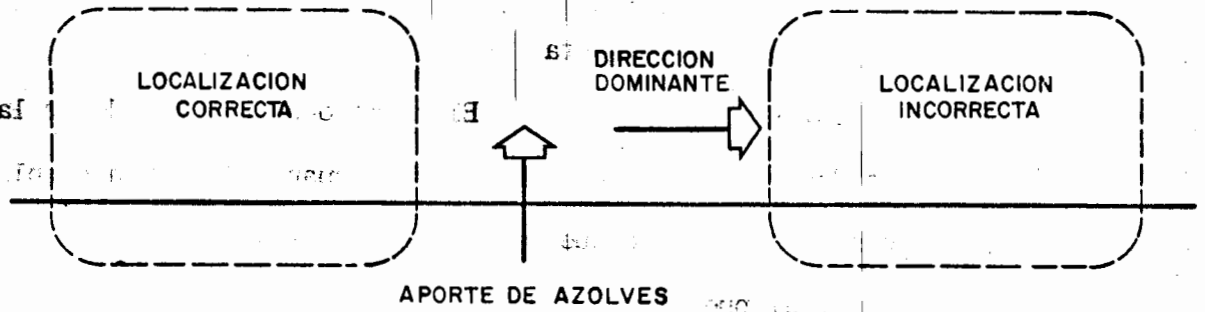 LOCALIZACION
CORRECTA
DIRECCION
DOMINANTE
LOCALIZACION
INCORRECTA
APORTE DE AZOLVES